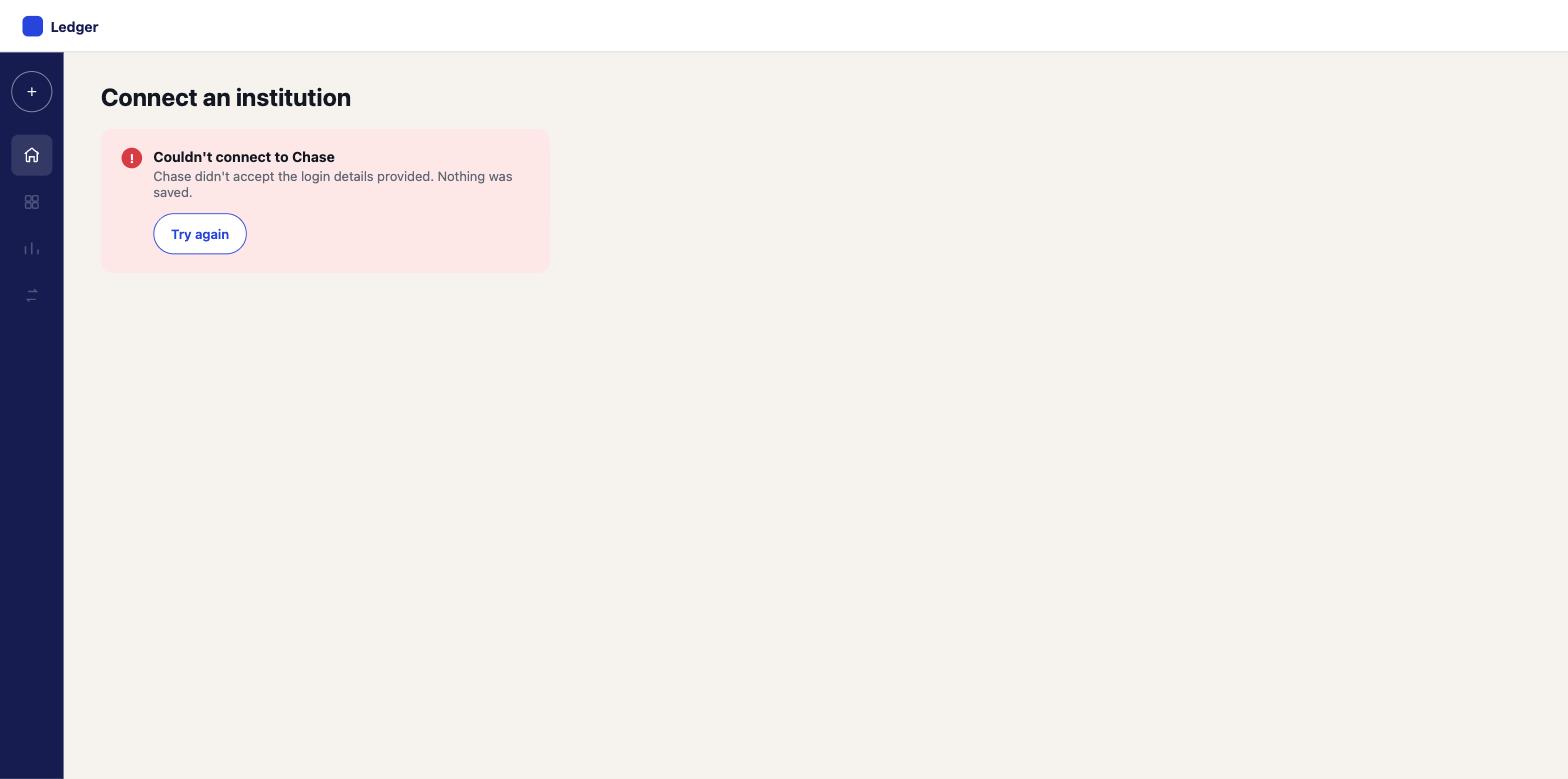 Ledger
+
Connect an institution
!
Couldn't connect to Chase
Chase didn't accept the login details provided. Nothing was
saved.
Try again